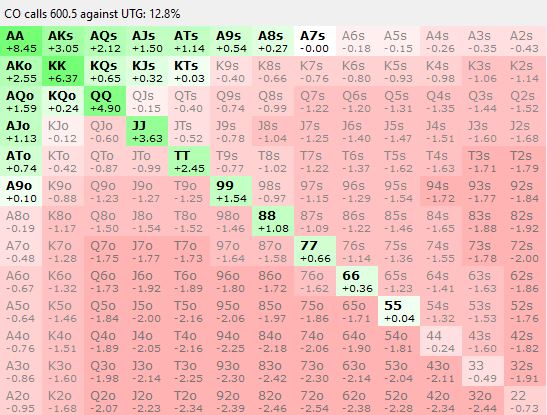 CO calls 600.5 against UTG: 12.8%
AA AKs AQs AJs ATs A9s A8s A7s A6s A5s A4s A3s A2s
+8.45 +3.05 +2.12 +1.50 +1.14 +0.54 +0.27 -0.00 -0.18 -0.15 -0.26 -0.35 -0.43
AKo KK KQs KJs KTs K9s K8s K7s K6s K5s K4s K3s K2s
+2.55 +6.37 +0.65 +0.32 +0.03 -0.40 -0.66 -0.76 -0.80 -0.93 -0.98 -1.06 -1.14
AQo KQo QQ QJs QTs Q9s Q8s Q7s Q6s Q5s Q4s Q3s Q2s
+1.59 +0.24 +4.90 -0.15 -0.40 -0.74 -0.99 -1.22 -1.20 -1.31 -1.35 -1.44 -1.52
AJo KJo QJo JJ JTs J9s J8s J7s J6s J5s J4s J3s J2s
+1.13 -0.12 -0.60 +3.63 -0.52 -0.78 -1.04 -1.25 -1.40 -1.47 -1.51 -1.60 -1.68
ATo KTo QTo JTo TT T9s T8s T7s T6s T5s T4s T3s T2s
+0.74 -0.42 -0.87 -0.99 +2.45 -0.77 -1.02 -1.22 -1.37 -1.62 -1.63 -1.71 -1.79
A9o K9o Q9o J9o T9o 99 98s 97s 96s 95s 94s 93s 92s
+0.10 -0.88 -1.23 -1.27 -1.25 +1.54 -0.97 -1.15 -1.29 -1.54 -1.72 -1.77 -1.84
A8o K8o Q8o J8o T8o 98o 88 87s 86s 85s 84s 83s 82s
-0.19 -1.17 -1.50 -1.54 -1.52 -1.46 +1.08 -1.09 -1.22 -1.46 -1.65 -1.88 -1.92
A7o K7o Q7o J7o T7o 97o 87o 77 76s 75s 74s 73s 72s
-0.48 -1.28 -1.75 -1.77 -1.73 -1.64 -1.58 +0.66 -1.14 -1.36 -1.55 -1.78 -2.00
A6o K6o Q6o J6o T6o 96o 86o 76o 66 65s 64s 63s 62s
-0.67 -1.32 -1.73 -1.92 -1.89 -1.80 -1.72 -1.62 +0.36 -1.23 -1.41 -1.63 -1.86
A5o K5o Q5o J5o T5o 95o 85o 75o 65o 55 54s 53s 52s
-0.64 -1.46 -1.84 -2.00 -2.16 -2.06 -1.97 -1.86 -1.71 +0.04 -1.32 -1.53 -1.76
A4o K4o Q4o J4o T4o 94o 84o 74o 64o 54o 44 43s 42s
-0.76 -1.51 -1.89 -2.05 -2.16 -2.25 -2.18 -2.06 -1.90 -1.81 -0.24 -1.60 -1.82
A3o K3o Q3o J3o T3o 93o 83o 73o 63o 53o 43o 33 32s
-0.86 -1.60 -1.98 -2.14 -2.25 -2.30 -2.42 -2.30 -2.14 -2.04 -2.11 -0.49 -1.91
A2o K2o Q2o J2o T2o 92o 82o 72o 62o 52o 42o 32o 22
-0.95 -1.68 -2.07 -2.23 -2.34 -2.39 -2.46 -2.54 -2.38 -2.28 -2.34 -2.44 -0.73